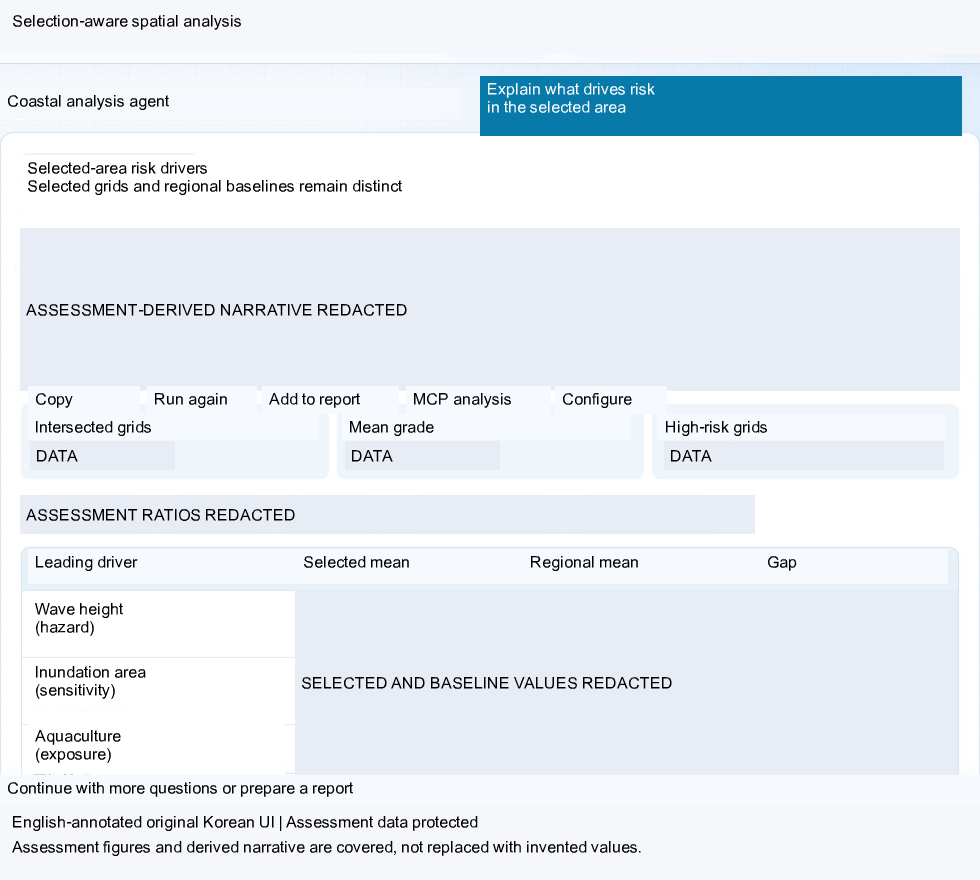 Selection-aware spatial analysis
Coastal analysis agent
Explain what drives risk
in the selected area
Selected-area risk drivers
Selected grids and regional baselines remain distinct
ASSESSMENT-DERIVED NARRATIVE REDACTED
Copy Run again Add to report MCP analysis Configure
Intersected grids Mean grade High-risk grids
DATA DATA DATA
ASSESSMENT RATIOS REDACTED
Leading driver Selected mean Regional mean Gap
Wave height
(hazard)
Inundation area
(sensitivity)
SELECTED AND BASELINE VALUES REDACTED
Aquaculture
(exposure)
Continue with more questions or prepare a report
English-annotated original Korean UI | Assessment data protected
Assessment figures and derived narrative are covered, not replaced with invented values.